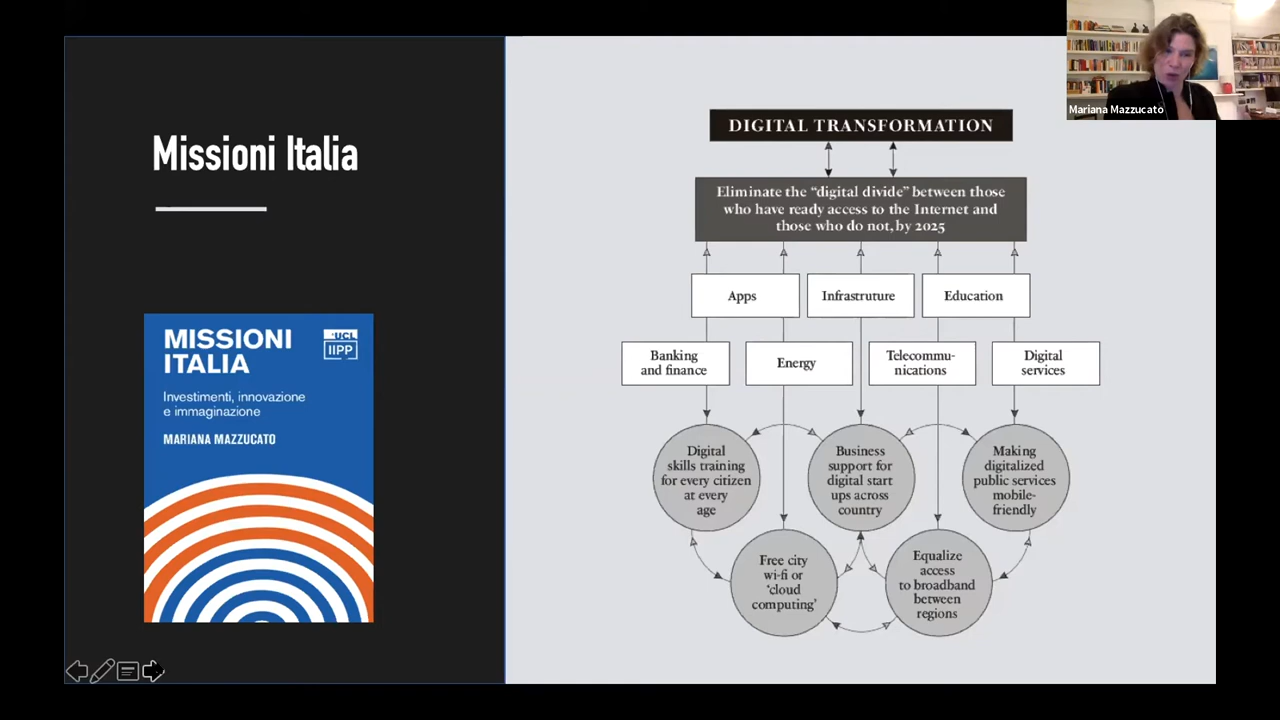 Mariana Mazzucato
Missioni Italia
MISSIONI
ITALIA
UCL
IIPP
Investimenti, innovazione
e immaginazione
MARIANA MAZZUCATO
DIGITAL TRANSFORMATION
Eliminate the “digital divide” between those
who have ready access to the Internet and
those who do not, by 2025
Apps
Infrastruture
Education
Banking
and finance
Energy
Telecommu-
nications
Digital
services
Digital
skills training
for every citizen
at every
age
Business
support for
digital start
ups across
country
Making
digitalized
public services
mobile-
friendly
Free city
wi-fi or
‘cloud
computing’
Equalize
access
to broadband
between
regions